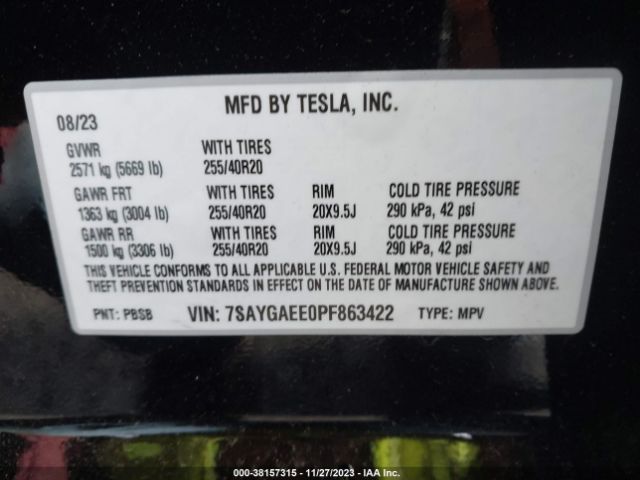 MFD BY TESLA, INC.
08/23
GVWR WITH TIRES
2571 kg (5669 lb) 255/40R20
GAWR FRT WITH TIRES RIM COLD TIRE PRESSURE
1363 kg (3004 lb) 255/40R20 20X9.5J 290 kPa, 42 psi
GAWR RR WITH TIRES RIM COLD TIRE PRESSURE
1500 kg (3306 lb) 255/40R20 20X9.5J 290 kPa, 42 psi
THIS VEHICLE CONFORMS TO ALL APPLICABLE U.S. FEDERAL MOTOR VEHICLE SAFETY AND
THEFT PREVENTION STANDARDS IN EFFECT ON THE DATE OF MANUFACTURE SHOWN ABOVE.
PNT: PBSB VIN: 7SAYGAEE0PF863422 TYPE: MPV
000-38157315 - 11/27/2023 - IAA Inc.